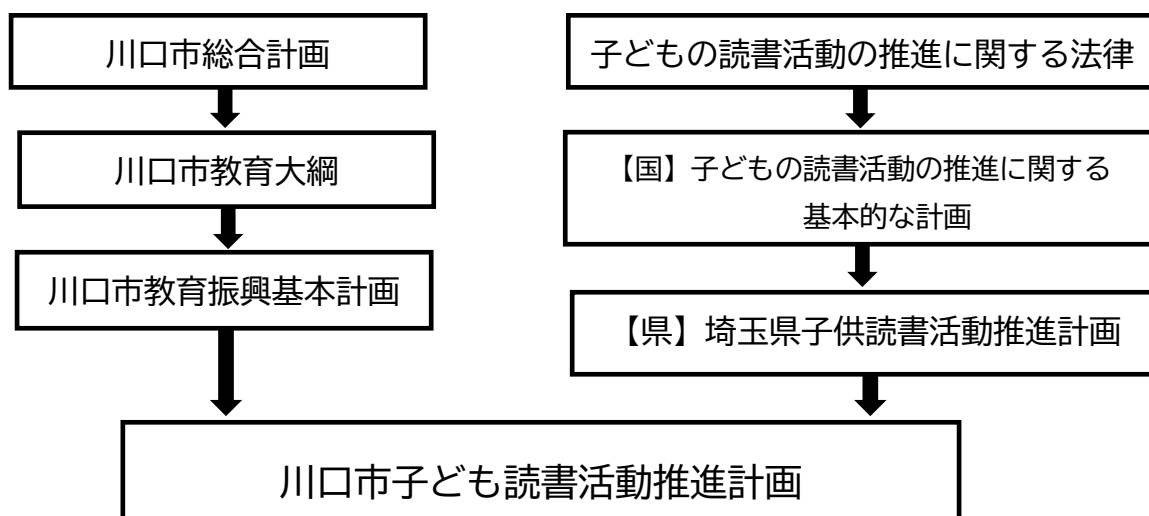 川口市総合計画
川口市教育大綱
川口市教育振興基本計画
子どもの読書活動の推進に関する法律
【国】子どもの読書活動の推進に関する
基本的な計画
【県】埼玉県子供読書活動推進計画
川口市子ども読書活動推進計画